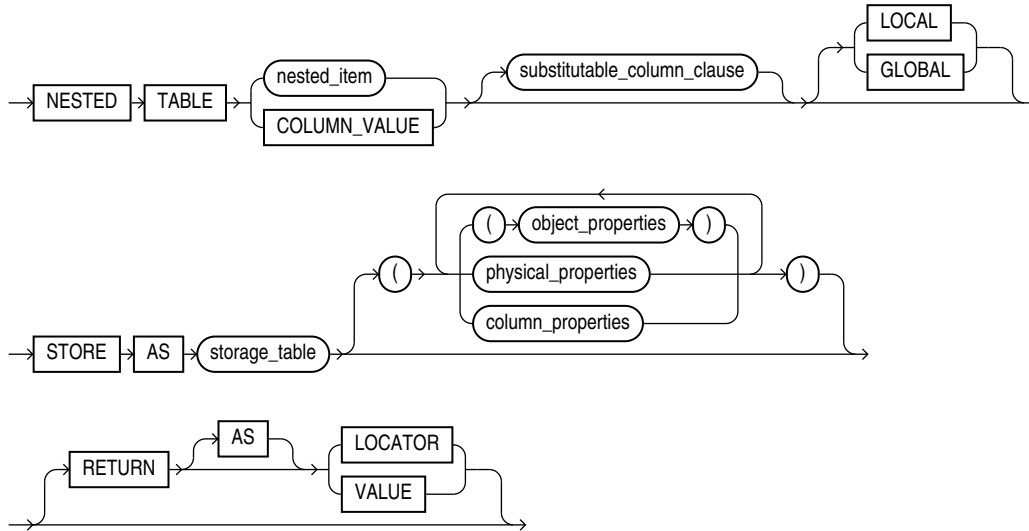 NESTED TABLE nested_item COLUMN_VALUE substitutable_column_clause LOCAL GLOBAL
STORE AS storage_table ( ( object_properties ) physical_properties column_properties )
RETURN AS LOCATOR VALUE